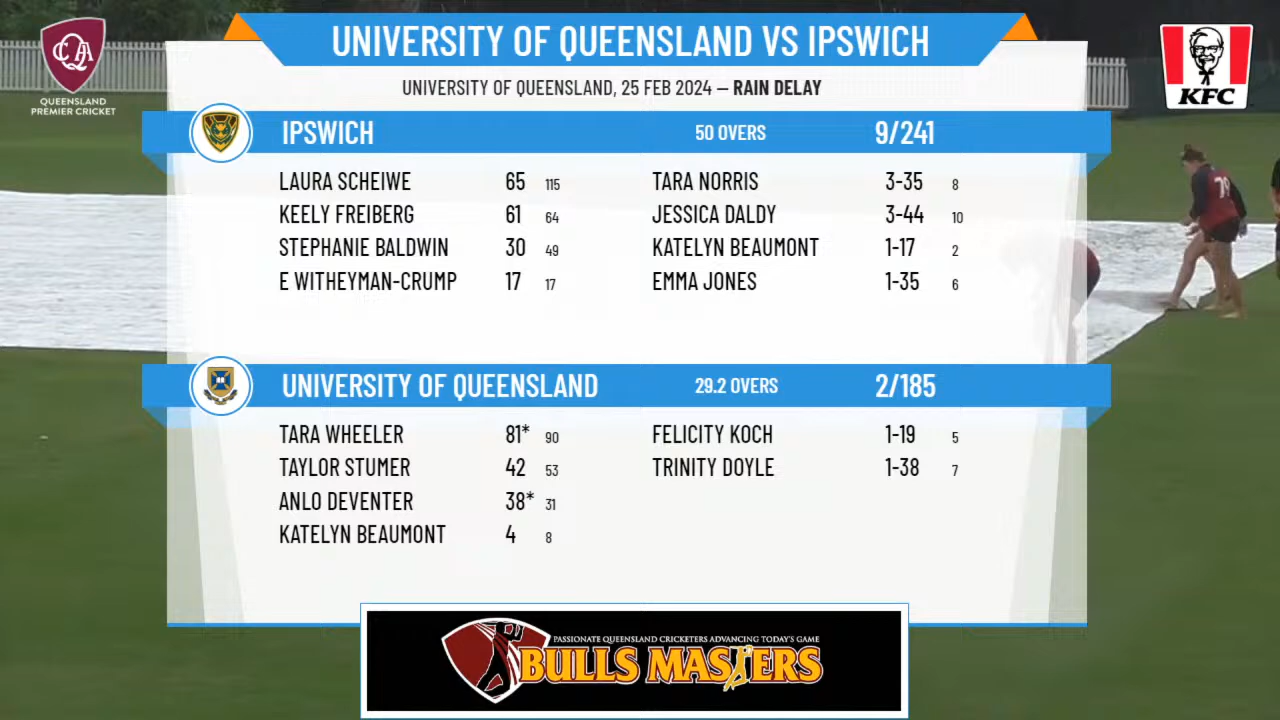 UNIVERSITY OF QUEENSLAND VS IPSWICH
QUEENSLAND
PREMIER CRICKET
KFC
UNIVERSITY OF QUEENSLAND, 25 FEB 2024 – RAIN DELAY
IPSWICH 50 OVERS 9/241
LAURA SCHEIWE 65 115 TARA NORRIS 3-35 8
KEELY FREIBERG 61 64 JESSICA DALDY 3-44 10
STEPHANIE BALDWIN 30 49 KATELYN BEAUMONT 1-17 2
E WITHEYMAN-CRUMP 17 17 EMMA JONES 1-35 6
79
UNIVERSITY OF QUEENSLAND 29.2 OVERS 2/185
TARA WHEELER 81* 90 FELICITY KOCH 1-19 5
TAYLOR STUMER 42 53 TRINITY DOYLE 1-38 7
ANLO DEVENTER 38* 31
KATELYN BEAUMONT 4 8
PASSIONATE QUEENSLAND CRICKETERS ADVANCING TODAY'S GAME
BULLS MASTERS